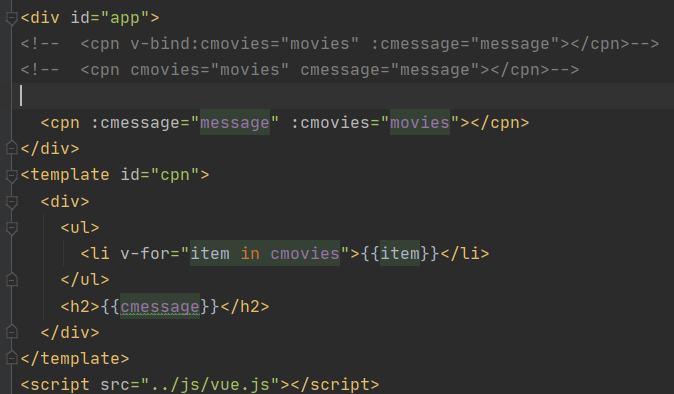 <div id="app">
<!--  <cpn v-bind:cmovies="movies" :cmessage="message"></cpn>-->
<!--  <cpn cmovies="movies" cmessage="message"></cpn>-->
  <cpn :cmessage="message" :cmovies="movies"></cpn>
</div>
<template id="cpn">
  <div>
    <ul>
      <li v-for="item in cmovies">{{item}}</li>
    </ul>
    <h2>{{cmessage}}</h2>
  </div>
</template>
<script src="../js/vue.js"></script>